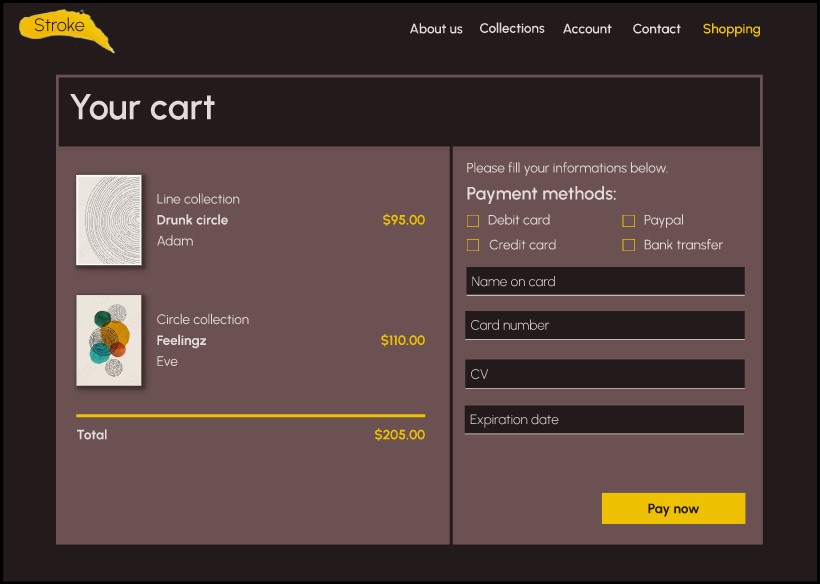 Stroke
About us Collections Account Contact Shopping
Your cart
Line collection
Drunk circle $95.00
Adam
Circle collection
Feelingz $110.00
Eve
Total $205.00
Please fill your informations below.
Payment methods:
Debit card Paypal
Credit card Bank transfer
Name on card
Card number
CV
Expiration date
Pay now